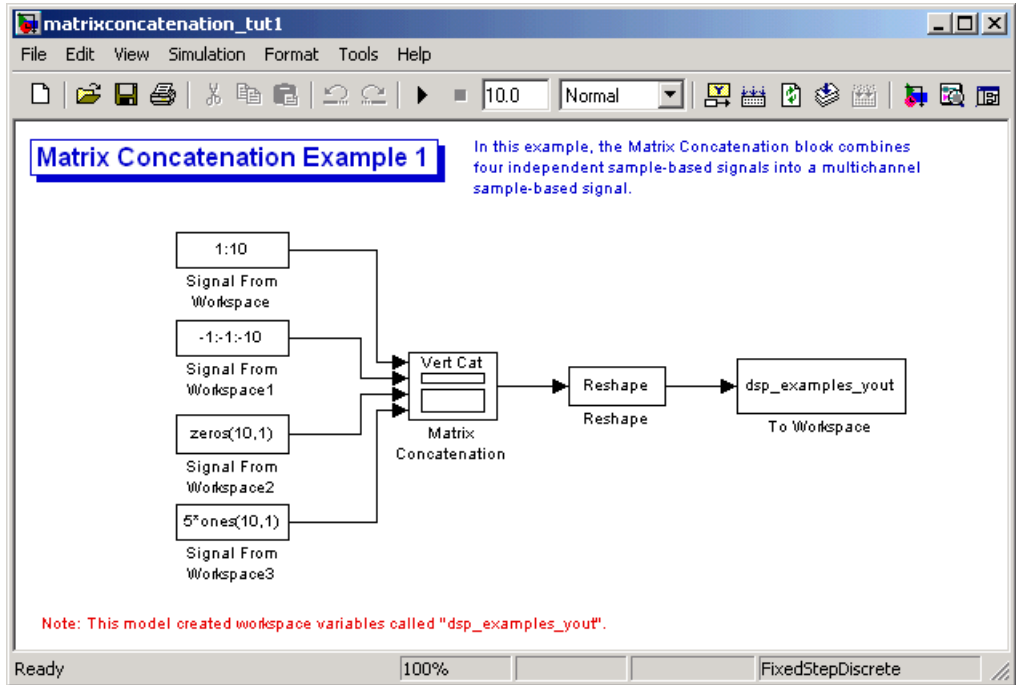 matrixconcatenation_tut1
File Edit View Simulation Format Tools Help
10.0 Normal
Matrix Concatenation Example 1
In this example, the Matrix Concatenation block combines
four independent sample-based signals into a multichannel
sample-based signal.
1:10
Signal From
Workspace
-1:-1:-10
Signal From
Workspace1
zeros(10,1)
Signal From
Workspace2
5*ones(10,1)
Signal From
Workspace3
Vert Cat
Matrix
Concatenation
Reshape
Reshape
dsp_examples_yout
To Workspace
Note: This model created workspace variables called "dsp_examples_yout".
Ready 100% FixedStepDiscrete